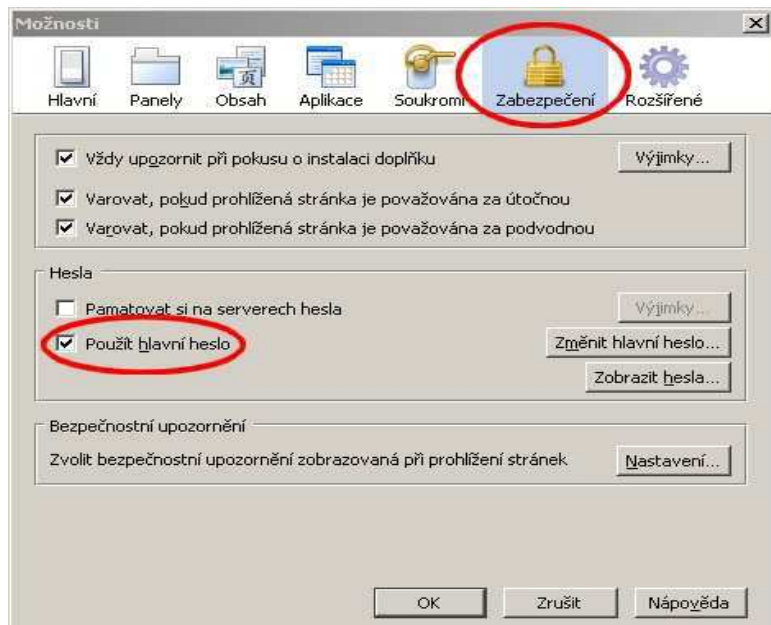 Možnosti
Hlavní Panely Obsah Aplikace Soukromí Zabezpečení Rozšířené
Vždy upozornit při pokusu o instalaci doplňku Výjimky...
Varovat, pokud prohlížená stránka je považována za útočnou
Varovat, pokud prohlížená stránka je považována za podvodnou
Hesla
Pamatovat si na serverech hesla Výjimky...
Použít hlavní heslo Změnit hlavní heslo...
Zobrazit hesla...
Bezpečnostní upozornění
Zvolit bezpečnostní upozornění zobrazovaná při prohlížení stránek Nastavení...
OK Zrušit Nápověda